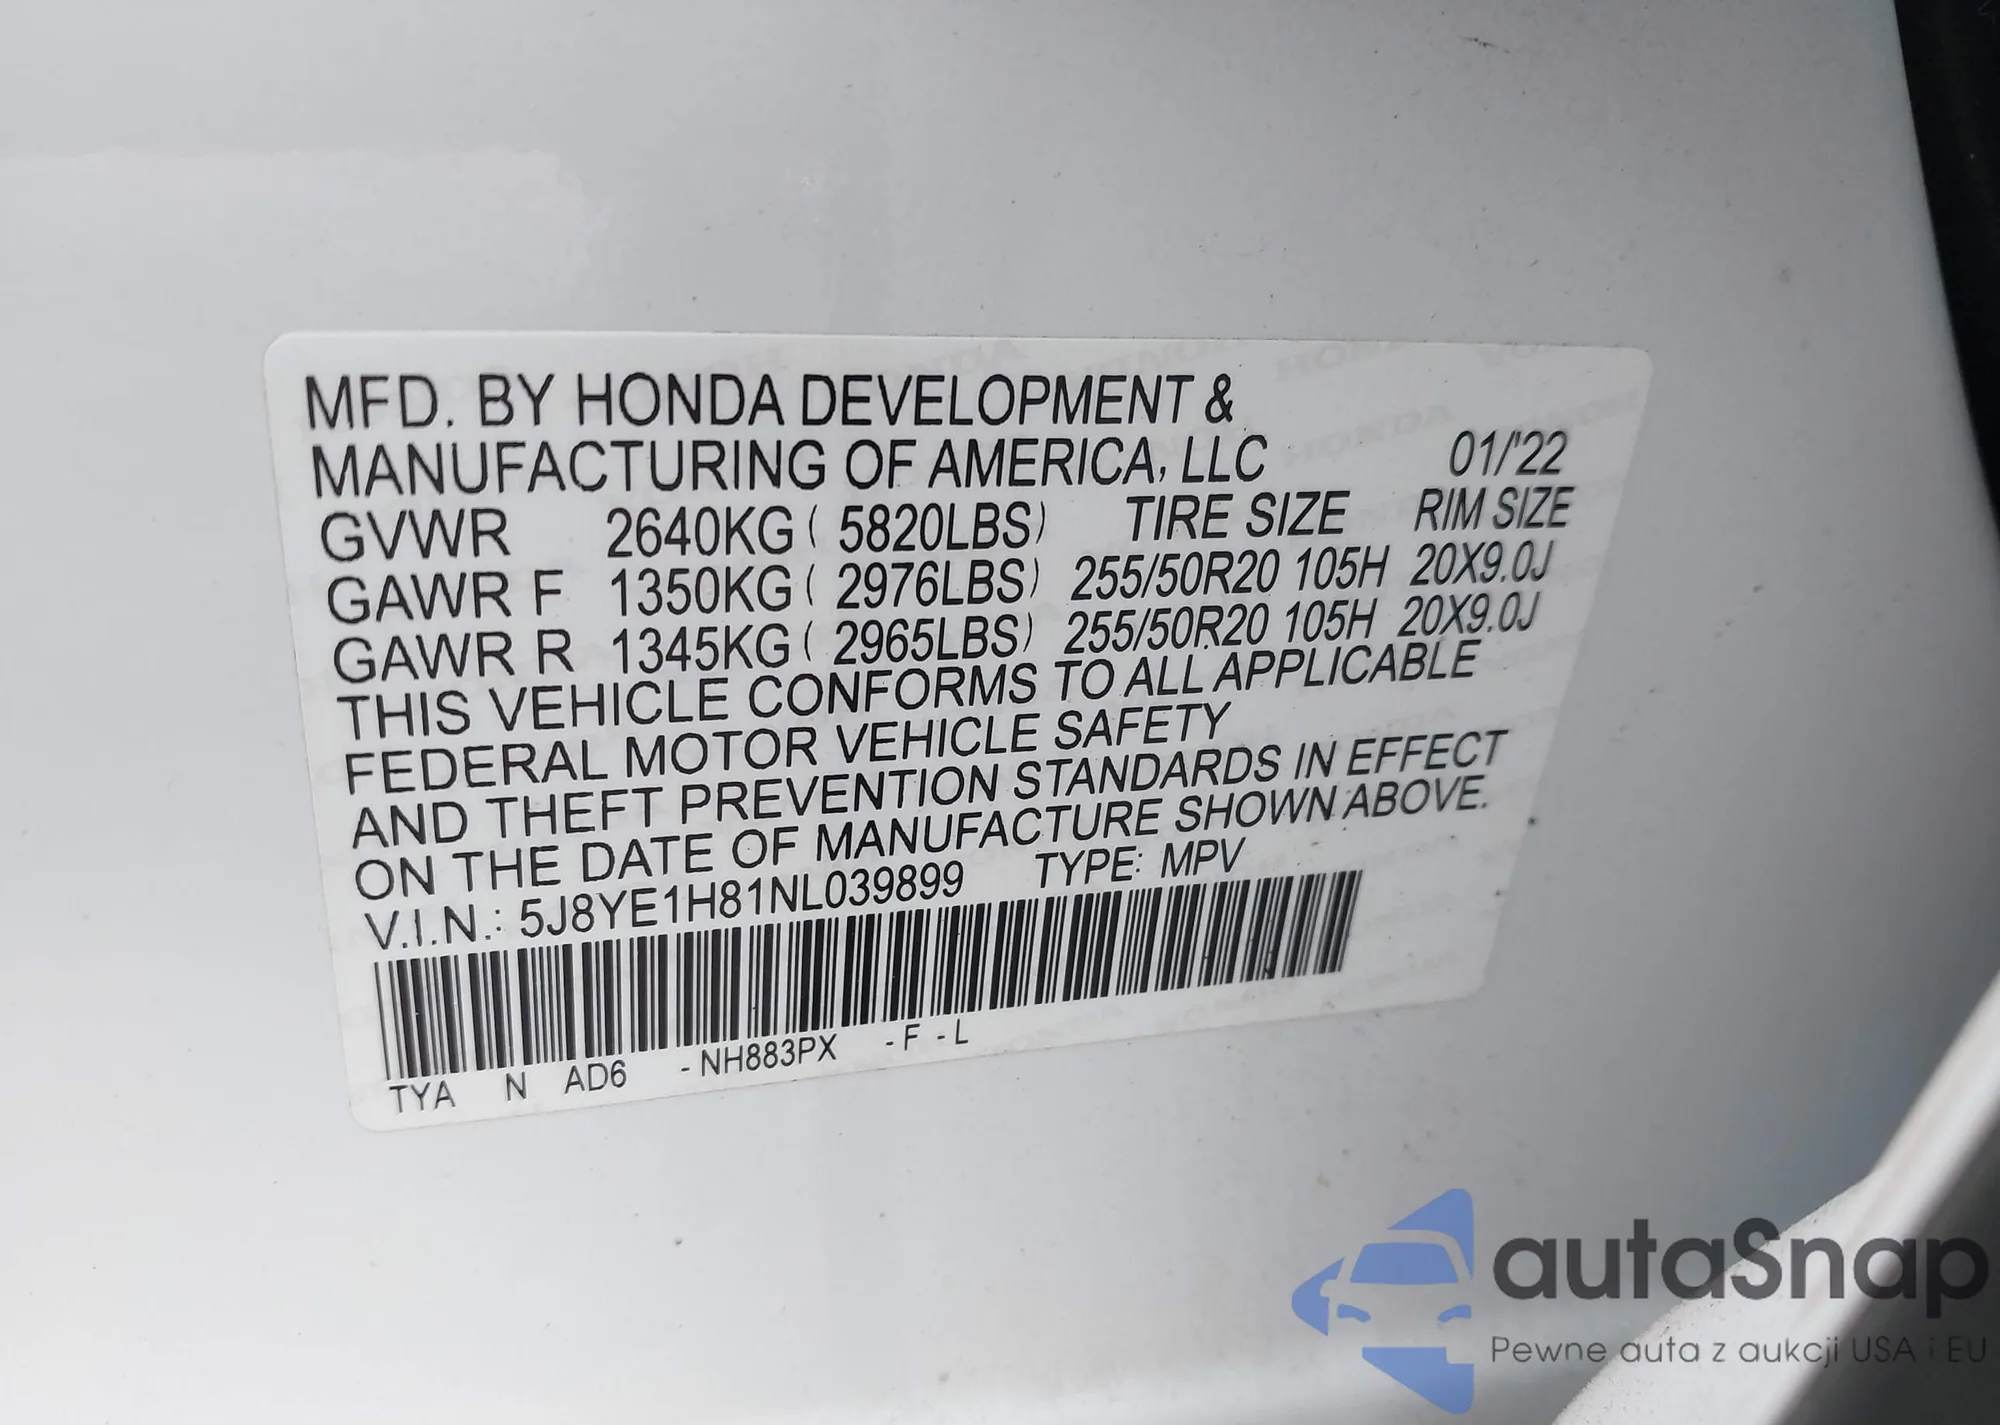 MFD. BY HONDA DEVELOPMENT &
MANUFACTURING OF AMERICA, LLC 01/'22
GVWR 2640KG ( 5820LBS) TIRE SIZE RIM SIZE
GAWR F 1350KG ( 2976LBS) 255/50R20 105H 20X9.0J
GAWR R 1345KG ( 2965LBS) 255/50R20 105H 20X9.0J
THIS VEHICLE CONFORMS TO ALL APPLICABLE
FEDERAL MOTOR VEHICLE SAFETY
AND THEFT PREVENTION STANDARDS IN EFFECT
ON THE DATE OF MANUFACTURE SHOWN ABOVE.
V.I.N.: 5J8YE1H81NL039899 TYPE: MPV
TYA N AD6 -NH883PX -F -L
autaSnap
Pewne auta z aukcji USA i EU